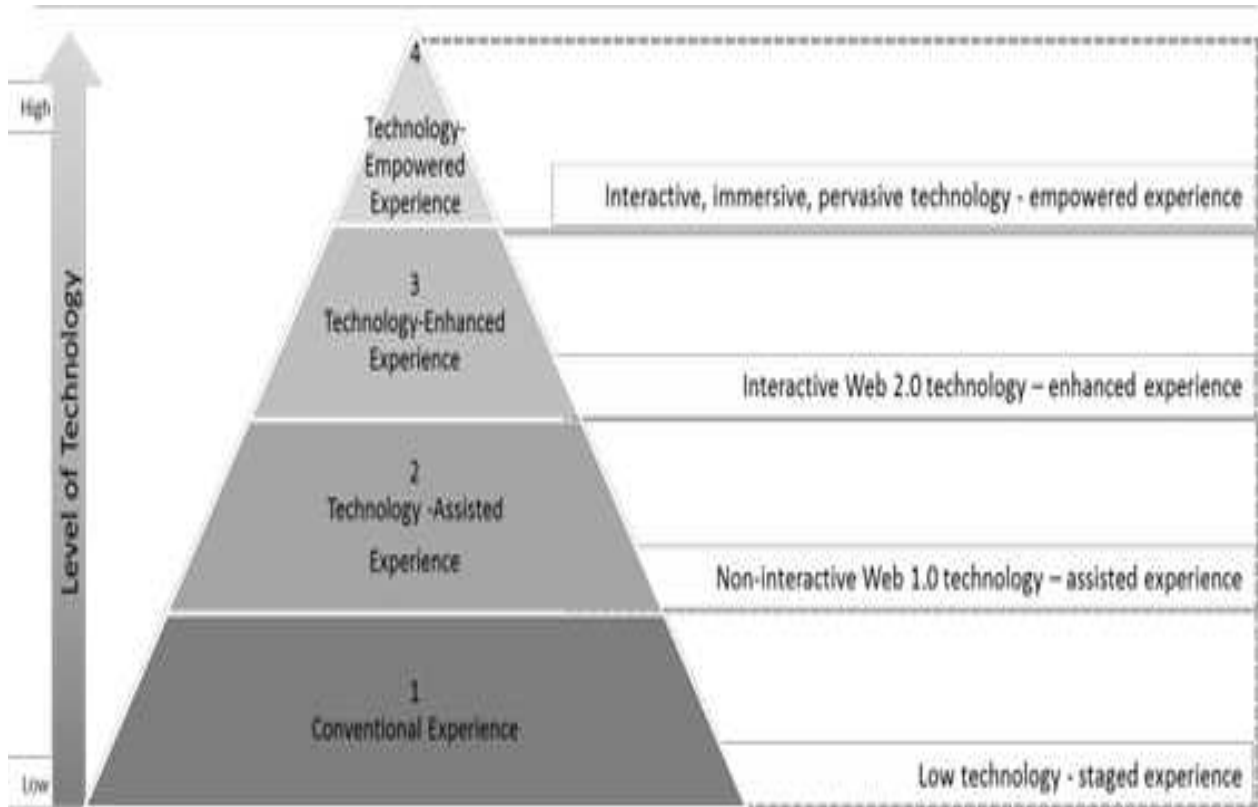 4
High
Technology-
Empowered
Experience
Interactive, immersive, pervasive technology - empowered experience
3
Technology-Enhanced
Experience
Interactive Web 2.0 technology – enhanced experience
Level of Technology
2
Technology -Assisted
Experience
Non-interactive Web 1.0 technology – assisted experience
1
Conventional Experience
Low technology - staged experience
Low